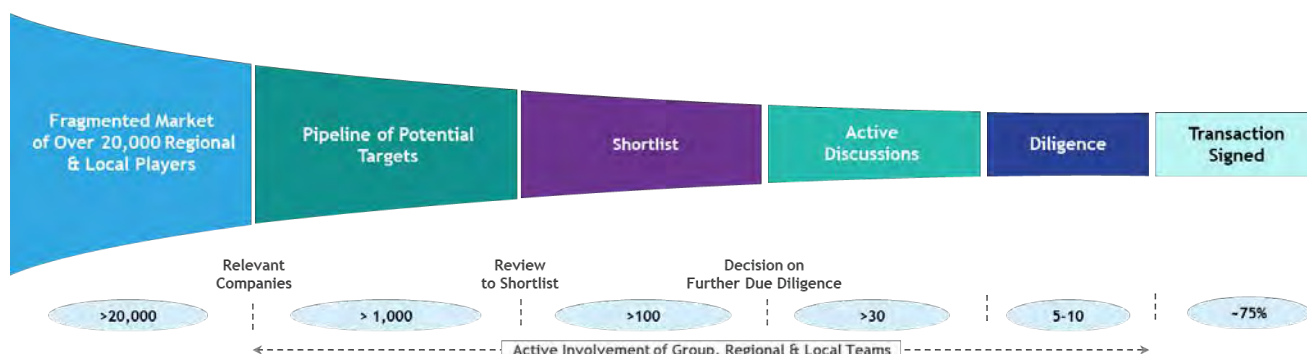 Fragmented Market
of Over 20,000 Regional
& Local Players
Pipeline of Potential
Targets
Shortlist
Active
Discussions
Diligence
Transaction
Signed
Relevant
Companies
Review
to Shortlist
Decision on
Further Due Diligence
>20,000
> 1,000
>100
>30
5-10
~75%
Active Involvement of Group, Regional & Local Teams